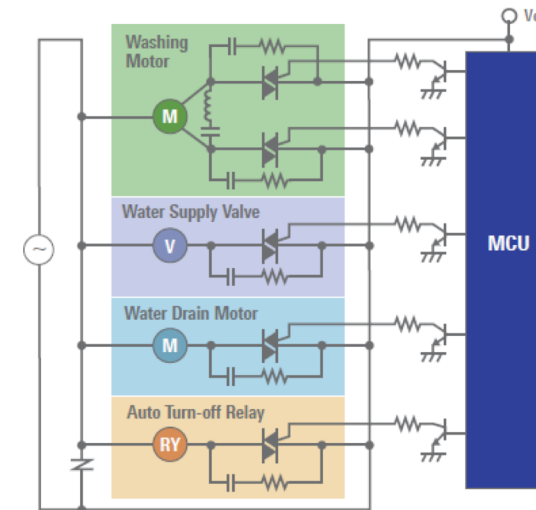 Washing
Motor
M
Water Supply Valve
V
Water Drain Motor
M
Auto Turn-off Relay
RY
MCU